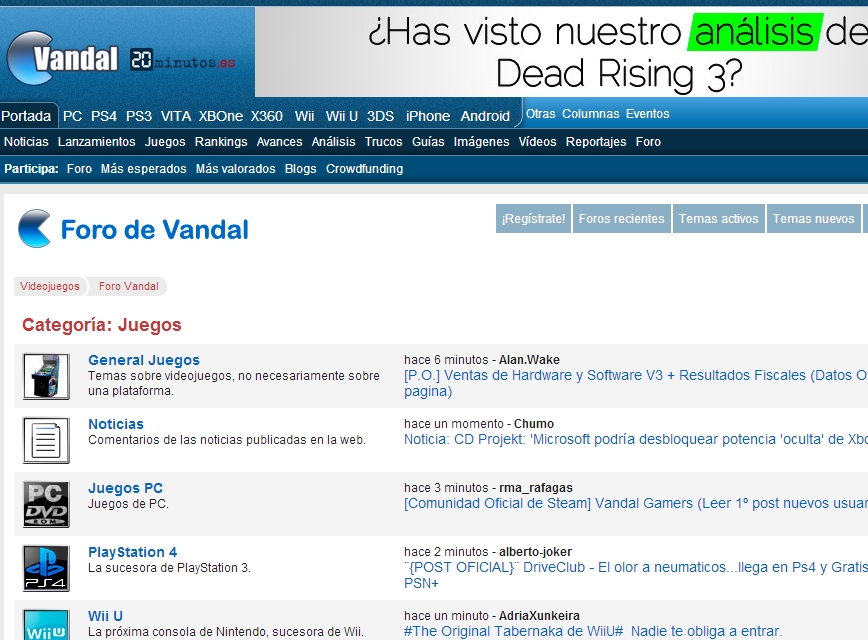 ¿Has visto nuestro análisis de
Dead Rising 3?
Vandal 20minutos.es
Portada PC PS4 PS3 VITA XBOne X360 Wii Wii U 3DS iPhone Android Otras Columnas Eventos
Noticias Lanzamientos Juegos Rankings Avances Análisis Trucos Guías Imágenes Vídeos Reportajes Foro
Participa: Foro Más esperados Más valorados Blogs Crowdfunding
Foro de Vandal
¡Regístrate! Foros recientes Temas activos Temas nuevos
Videojuegos Foro Vandal
Categoría: Juegos
General Juegos
Temas sobre videojuegos, no necesariamente sobre
una plataforma.
hace 6 minutos - Alan.Wake
[P.O.] Ventas de Hardware y Software V3 + Resultados Fiscales (Datos O
pagina)
Noticias
Comentarios de las noticias publicadas en la web.
hace un momento - Chumo
Noticia: CD Projekt: 'Microsoft podría desbloquear potencia 'oculta' de Xbo
PC
DVD
ROM
Juegos PC
Juegos de PC.
hace 3 minutos - rma_rafagas
[Comunidad Oficial de Steam] Vandal Gamers (Leer 1º post nuevos usuar
PS4
PlayStation 4
La sucesora de PlayStation 3.
hace 2 minutos - alberto-joker
¨{POST OFICIAL}¨ DriveClub - El olor a neumaticos...llega en Ps4 y Gratis
PSN+
Wii U
Wii U
La próxima consola de Nintendo, sucesora de Wii.
hace un minuto - AdriaXunkeira
#The Original Tabernaka de WiiU# Nadie te obliga a entrar.